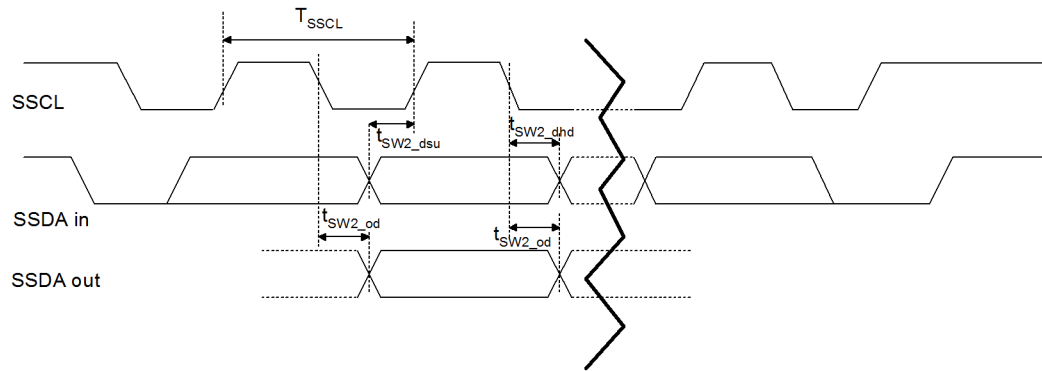 T_SSCL
SSCL
t_SW2_dsu
t_SW2_dhd
SSDA in
t_SW2_od
t_SW2_od
SSDA out